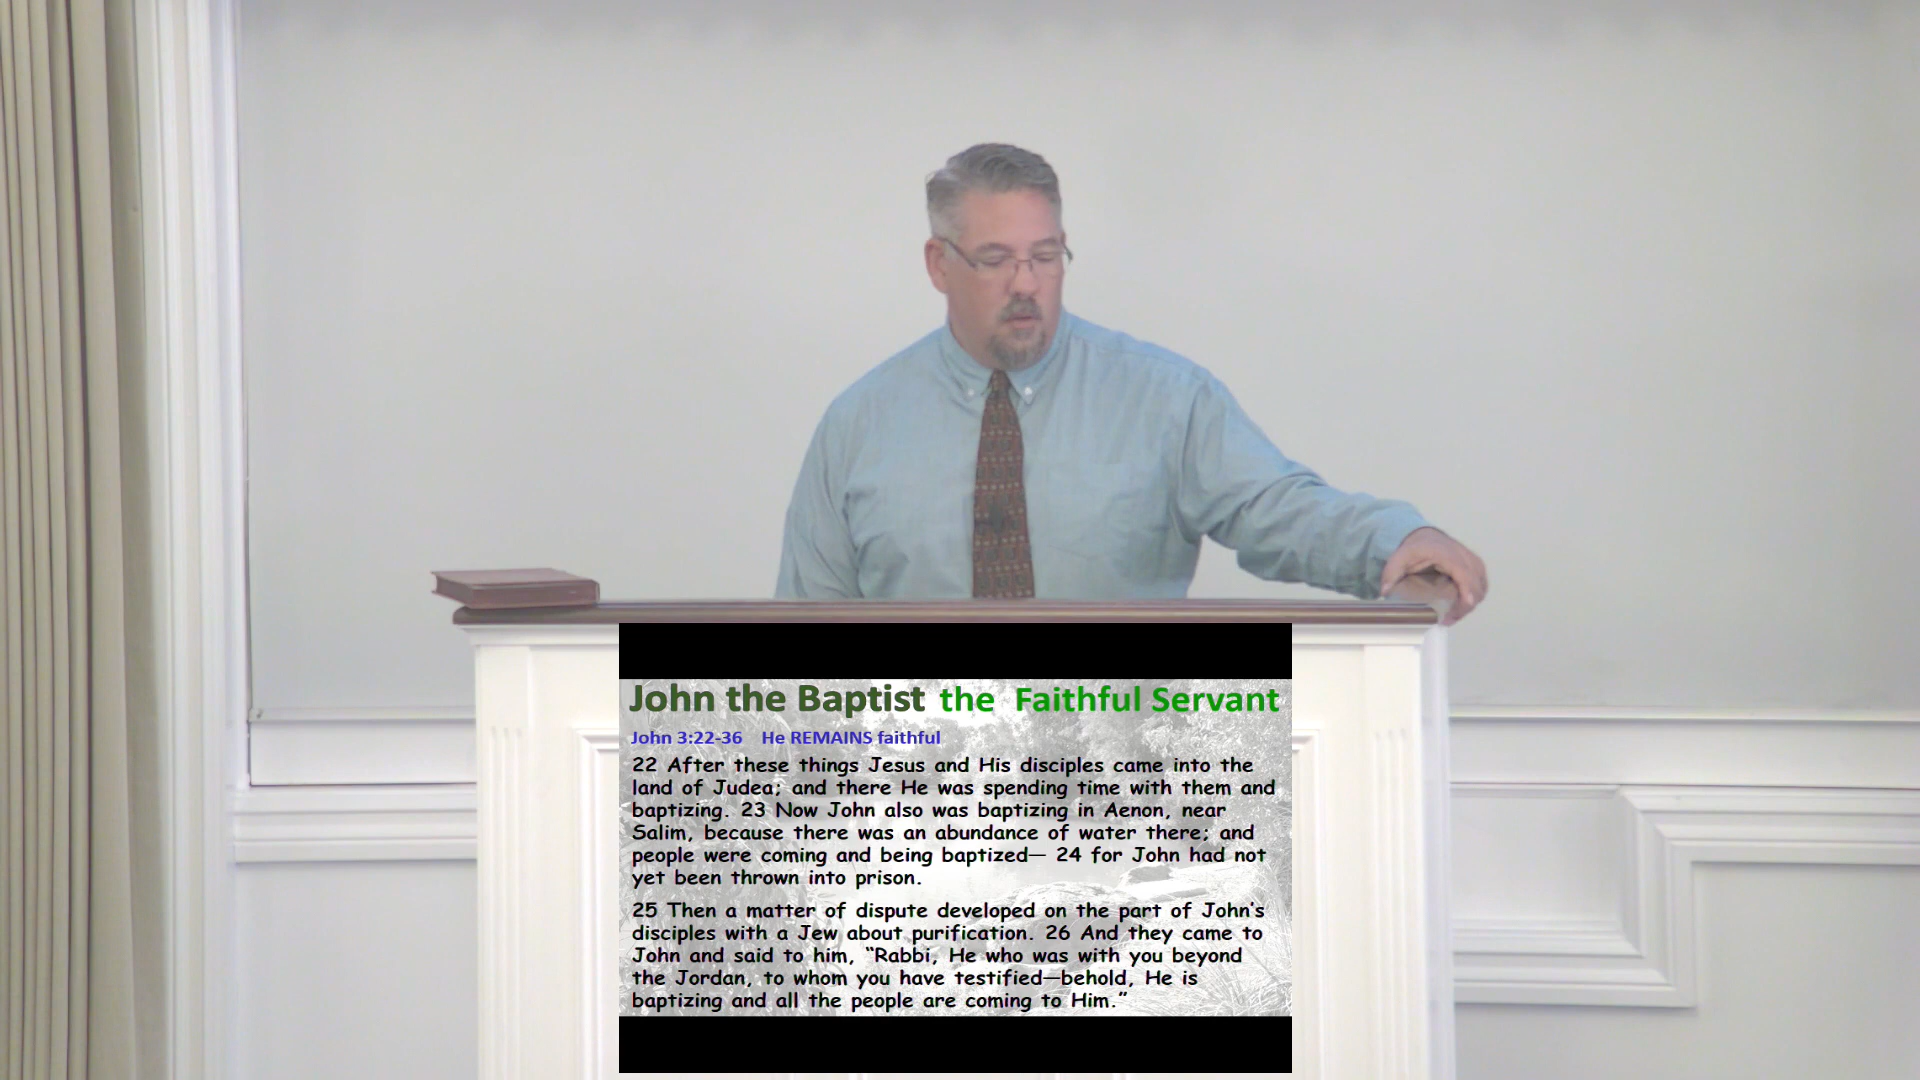 John the Baptist the Faithful Servant
John 3:22-36 He REMAINS faithful
22 After these things Jesus and His disciples came into the
land of Judea; and there He was spending time with them and
baptizing. 23 Now John also was baptizing in Aenon, near
Salim, because there was an abundance of water there; and
people were coming and being baptized— 24 for John had not
yet been thrown into prison.
25 Then a matter of dispute developed on the part of John's
disciples with a Jew about purification. 26 And they came to
John and said to him, “Rabbi, He who was with you beyond
the Jordan, to whom you have testified—behold, He is
baptizing and all the people are coming to Him.”